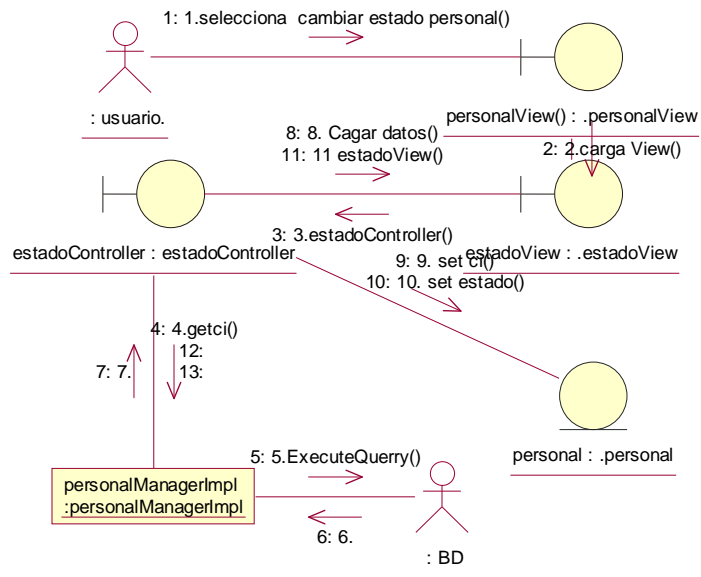 1: 1.selecciona  cambiar estado personal()
: usuario.
personalView() : .personalView
8: 8. Cagar datos()
11: 11 estadoView()
2: 2.carga View()
3: 3.estadoController()
estadoController : estadoController
estadoView : .estadoView
9: 9. set ci()
10: 10. set estado()
4: 4.getci()
12:
13:
7: 7.
personal : .personal
5: 5.ExecuteQuerry()
personalManagerImpl
:personalManagerImpl
6: 6.
: BD